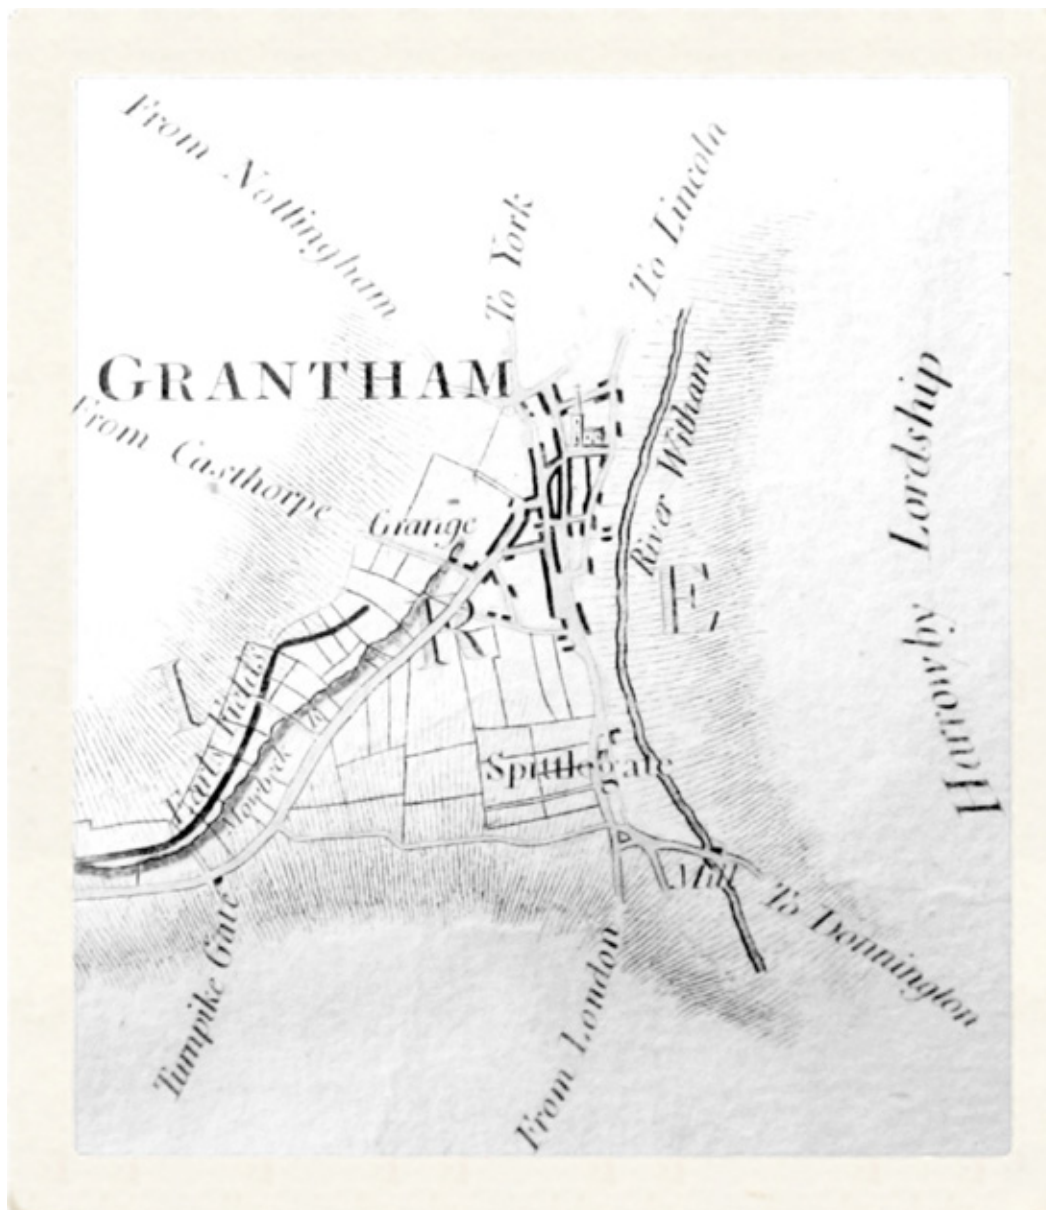 From Nottingham
To York
To Lincoln
GRANTHAM
From Casthorpe
Grange
River Witham
Harrowby Lordship
I R E
Earls Fields
Mowbeck
Spittlegate
Mill
Turnpike Gate
From London
To Donnington